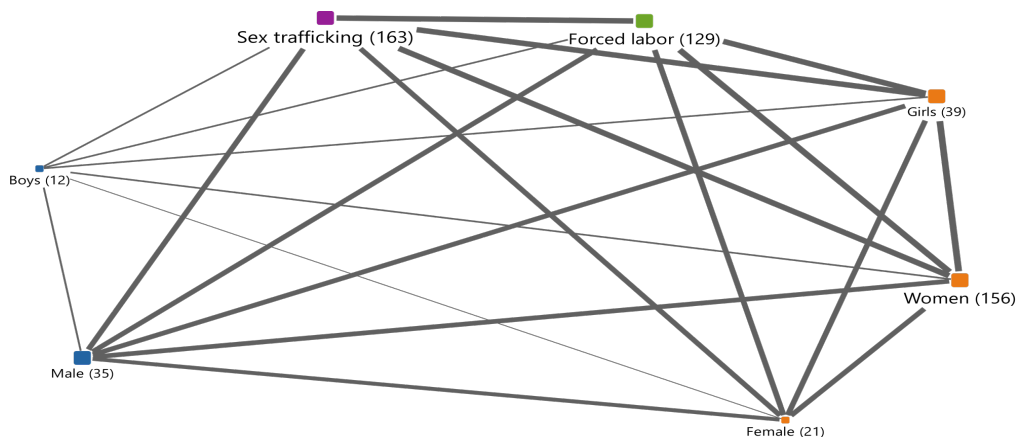 Sex trafficking (163)
Forced labor (129)
Girls (39)
Boys (12)
Women (156)
Male (35)
Female (21)